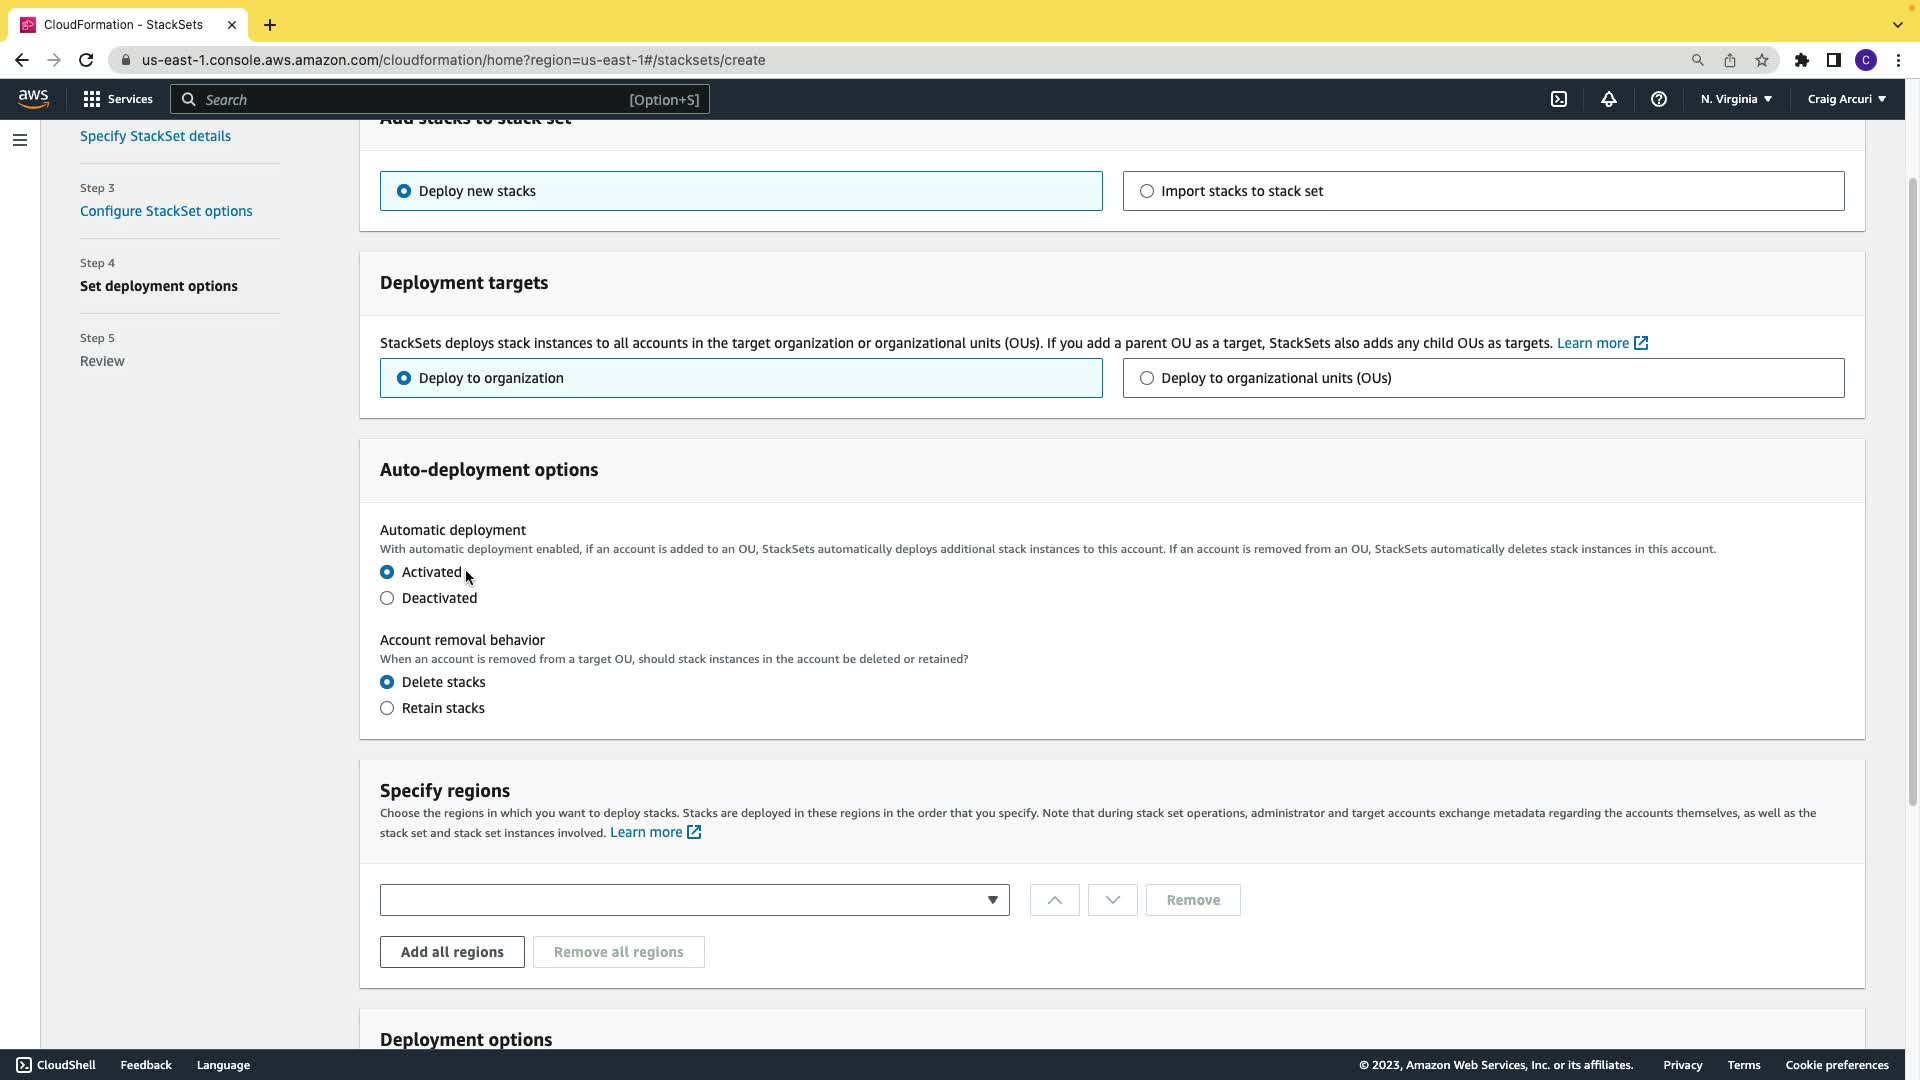 CloudFormation - StackSets
us-east-1.console.aws.amazon.com/cloudformation/home?region=us-east-1#/stacksets/create
C
aws
Services
Search
[Option+S]
N. Virginia
Craig Arcuri
Specify StackSet details
Step 3
Configure StackSet options
Step 4
Set deployment options
Step 5
Review
Add stacks to stack set
Deploy new stacks
Import stacks to stack set
Deployment targets
StackSets deploys stack instances to all accounts in the target organization or organizational units (OUs). If you add a parent OU as a target, StackSets also adds any child OUs as targets. Learn more
Deploy to organization
Deploy to organizational units (OUs)
Auto-deployment options
Automatic deployment
With automatic deployment enabled, if an account is added to an OU, StackSets automatically deploys additional stack instances to this account. If an account is removed from an OU, StackSets automatically deletes stack instances in this account.
Activated
Deactivated
Account removal behavior
When an account is removed from a target OU, should stack instances in the account be deleted or retained?
Delete stacks
Retain stacks
Specify regions
Choose the regions in which you want to deploy stacks. Stacks are deployed in these regions in the order that you specify. Note that during stack set operations, administrator and target accounts exchange metadata regarding the accounts themselves, as well as the
stack set and stack set instances involved. Learn more
Remove
Add all regions
Remove all regions
Deployment options
CloudShell
Feedback
Language
© 2023, Amazon Web Services, Inc. or its affiliates.
Privacy
Terms
Cookie preferences